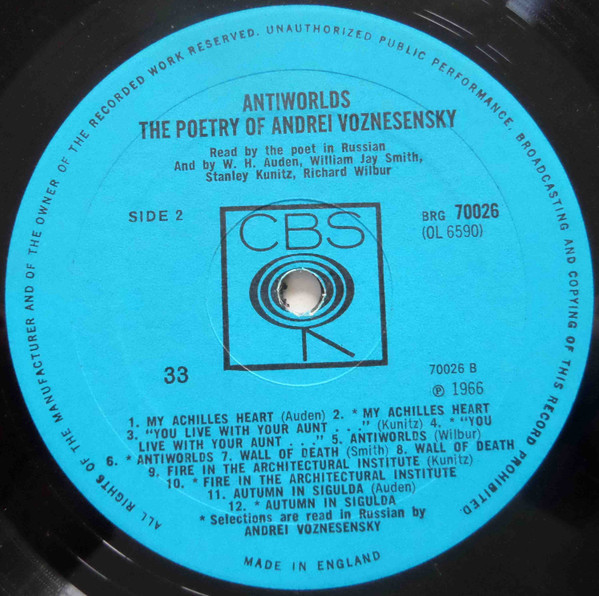 ALL RIGHTS OF THE MANUFACTURER AND OF THE OWNER OF THE RECORDED WORK RESERVED. UNAUTHORIZED PUBLIC PERFORMANCE, BROADCASTING AND COPYING OF THIS RECORD PROHIBITED.
ANTIWORLDS
THE POETRY OF ANDREI VOZNESENSKY
Read by the poet in Russian
And by W. H. Auden, William Jay Smith,
Stanley Kunitz, Richard Wilbur
SIDE 2
CBS
BRG 70026
(OL 6590)
33
70026 B
℗ 1966
1. MY ACHILLES HEART (Auden) 2. * MY ACHILLES HEART
3. "YOU LIVE WITH YOUR AUNT . . ." (Kunitz) 4. * "YOU
LIVE WITH YOUR AUNT . . ." 5. ANTIWORLDS (Wilbur)
6. * ANTIWORLDS 7. WALL OF DEATH (Smith) 8. WALL OF DEATH
9. FIRE IN THE ARCHITECTURAL INSTITUTE (Kunitz)
10. * FIRE IN THE ARCHITECTURAL INSTITUTE
11. AUTUMN IN SIGULDA (Auden)
12. * AUTUMN IN SIGULDA
* Selections are read in Russian by
ANDREI VOZNESENSKY
MADE IN ENGLAND